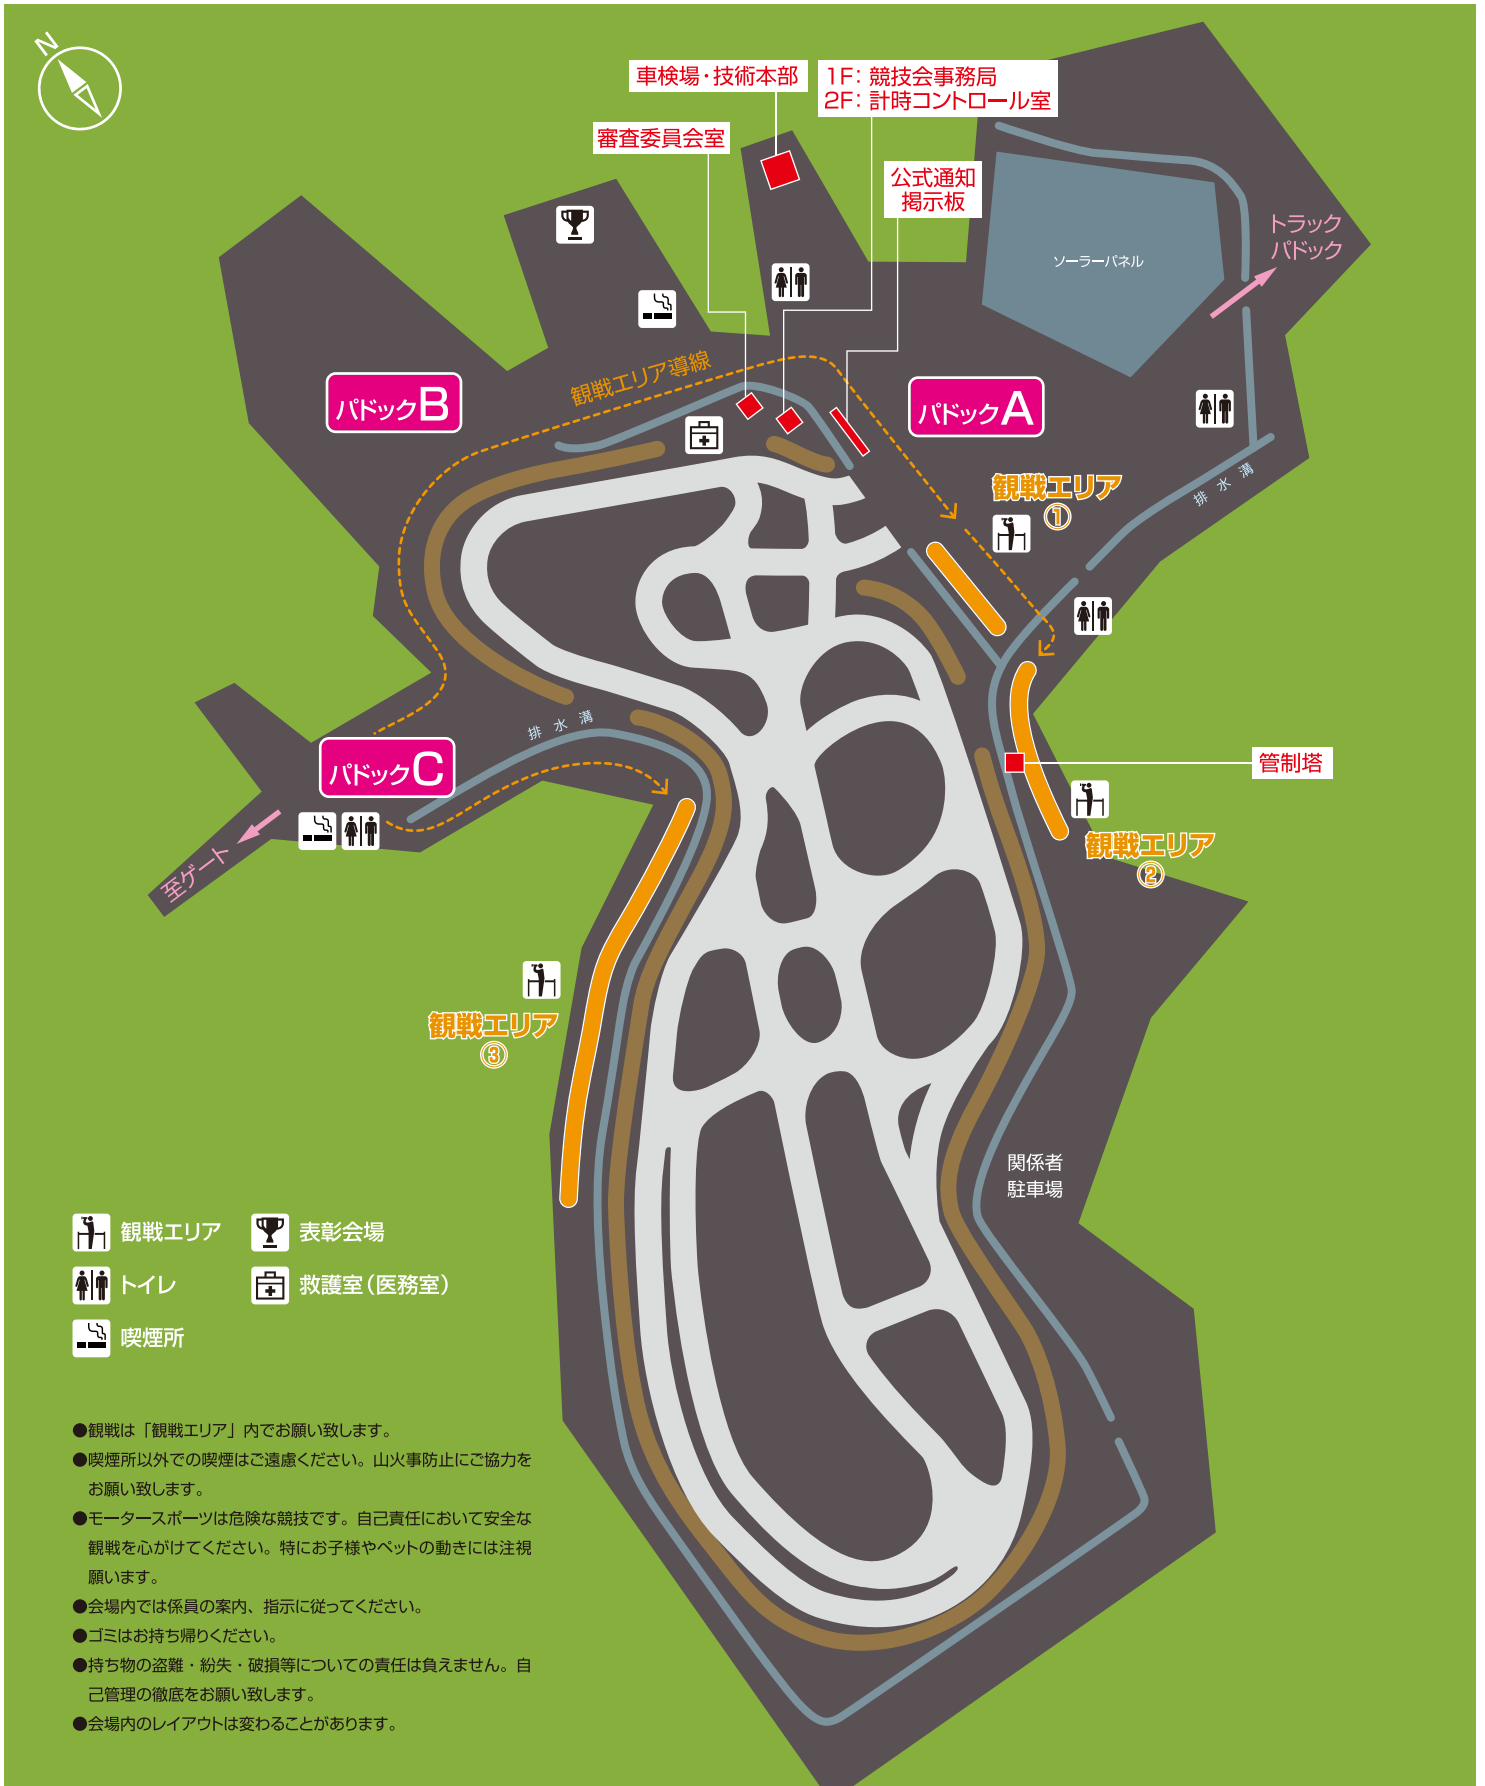 N
車検場・技術本部
1F：競技会事務局
2F：計時コントロール室
審査委員会室
公式通知
掲示板
トラック
パドック
ソーラーパネル
観戦エリア導線
パドックB
パドックA
観戦エリア
①
排水溝
排水溝
パドックC
管制塔
至ゲート
観戦エリア
②
観戦エリア
③
関係者
駐車場
観戦エリア
表彰会場
トイレ
救護室（医務室）
喫煙所
●観戦は「観戦エリア」内でお願い致します。
●喫煙所以外での喫煙はご遠慮ください。山火事防止にご協力を
お願い致します。
●モータースポーツは危険な競技です。自己責任において安全な
観戦を心がけてください。特にお子様やペットの動きには注視
願います。
●会場内では係員の案内、指示に従ってください。
●ゴミはお持ち帰りください。
●持ち物の盗難・紛失・破損等についての責任は負えません。自
己管理の徹底をお願い致します。
●会場内のレイアウトは変わることがあります。